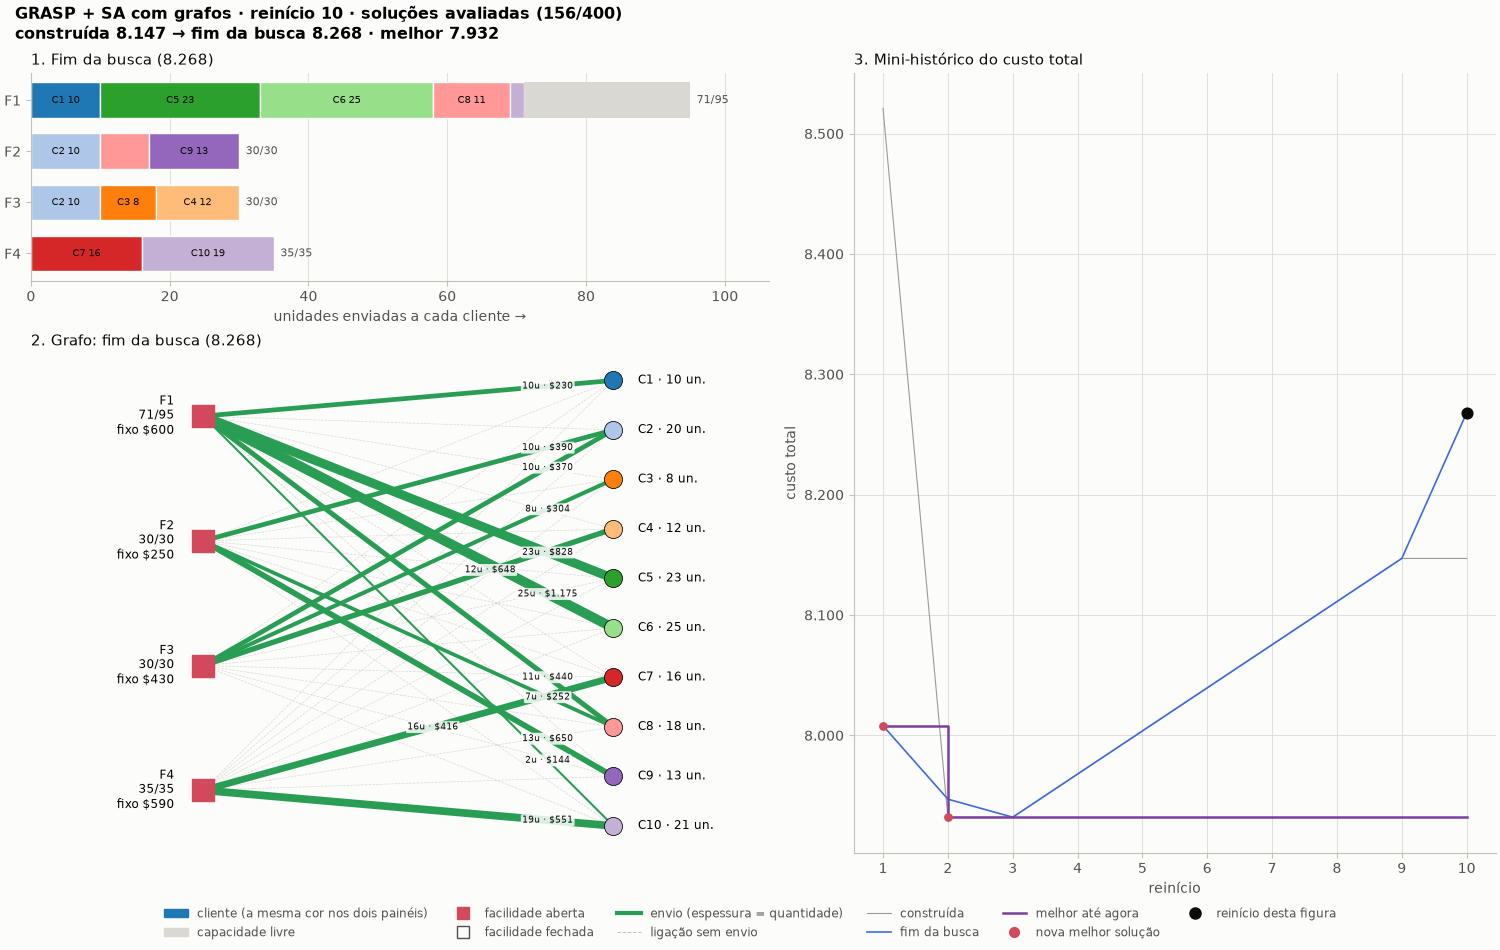 GRASP + SA com grafos · reinício 10 · soluções avaliadas (156/400)
construída 8.147 → fim da busca 8.268 · melhor 7.932
1. Fim da busca (8.268)
F1
C1 10
C5 23
C6 25
C8 11
71/95
F2
C2 10
C9 13
30/30
F3
C2 10
C3 8
C4 12
30/30
F4
C7 16
C10 19
35/35
0
20
40
60
80
100
unidades enviadas a cada cliente →
2. Grafo: fim da busca (8.268)
F1
71/95
fixo $600
F2
30/30
fixo $250
F3
30/30
fixo $430
F4
35/35
fixo $590
10u · $230
10u · $390
10u · $370
8u · $304
23u · $828
12u · $648
25u · $1.175
11u · $440
7u · $252
16u · $416
13u · $650
2u · $144
19u · $551
C1 · 10 un.
C2 · 20 un.
C3 · 8 un.
C4 · 12 un.
C5 · 23 un.
C6 · 25 un.
C7 · 16 un.
C8 · 18 un.
C9 · 13 un.
C10 · 21 un.
3. Mini-histórico do custo total
8.500
8.400
8.300
8.200
8.100
8.000
custo total
1
2
3
4
5
6
7
8
9
10
reinício
cliente (a mesma cor nos dois painéis)
capacidade livre
facilidade aberta
facilidade fechada
envio (espessura = quantidade)
ligação sem envio
construída
fim da busca
melhor até agora
nova melhor solução
reinício desta figura